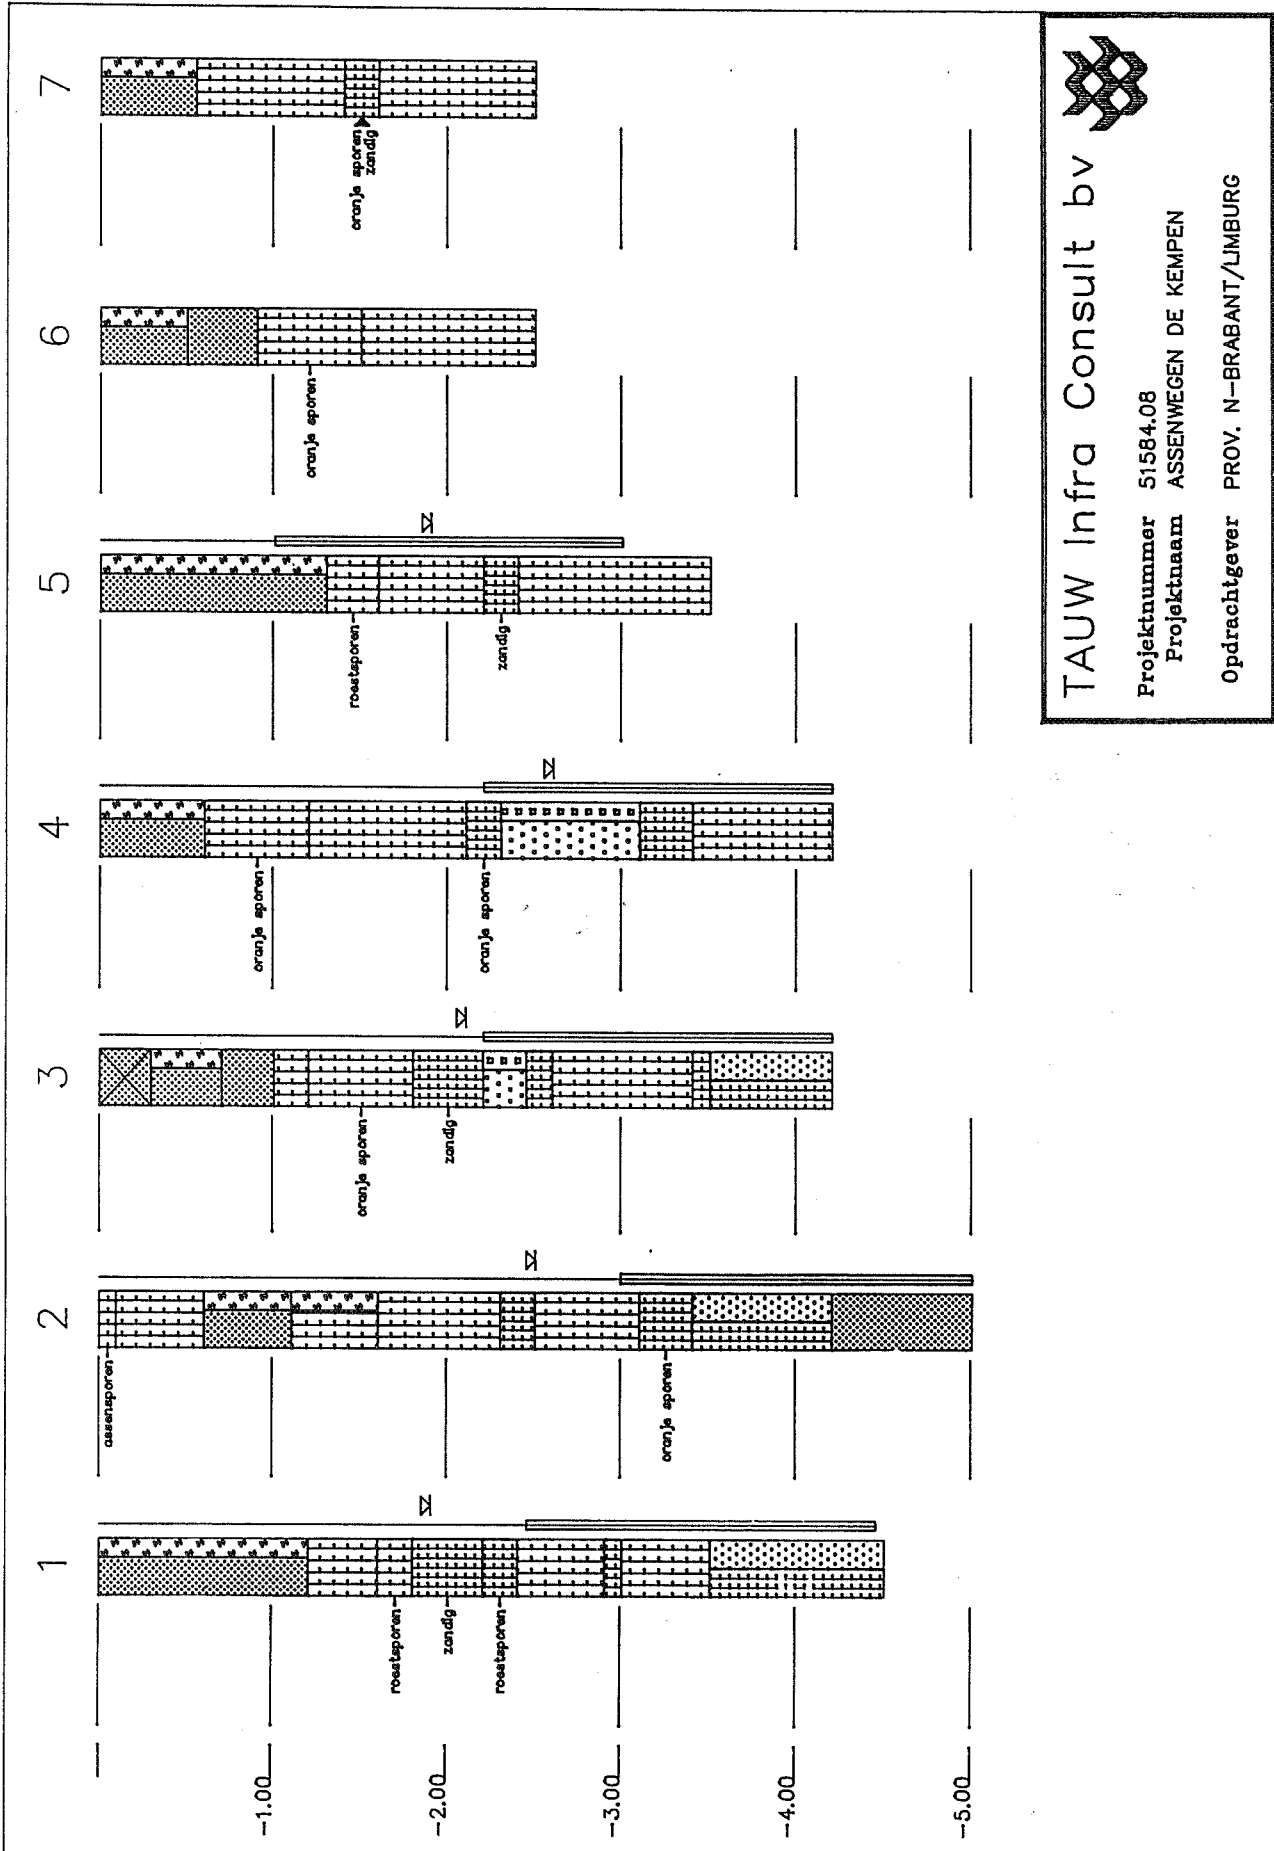 1
2
3
4
5
6
7
roestsporen
zandig
roestsporen
assensporen
oranje sporen
oranje sporen
zandig
oranje sporen
oranje sporen
roestsporen
zandig
oranje sporen
oranje sporen
zandig
-1.00
-2.00
-3.00
-4.00
-5.00
TAUW Infra Consult bv
Projektnummer 51584.08
Projektnaam ASSENWEGEN DE KEMPEN
Opdrachtgever PROV. N-BRABANT/LIMBURG